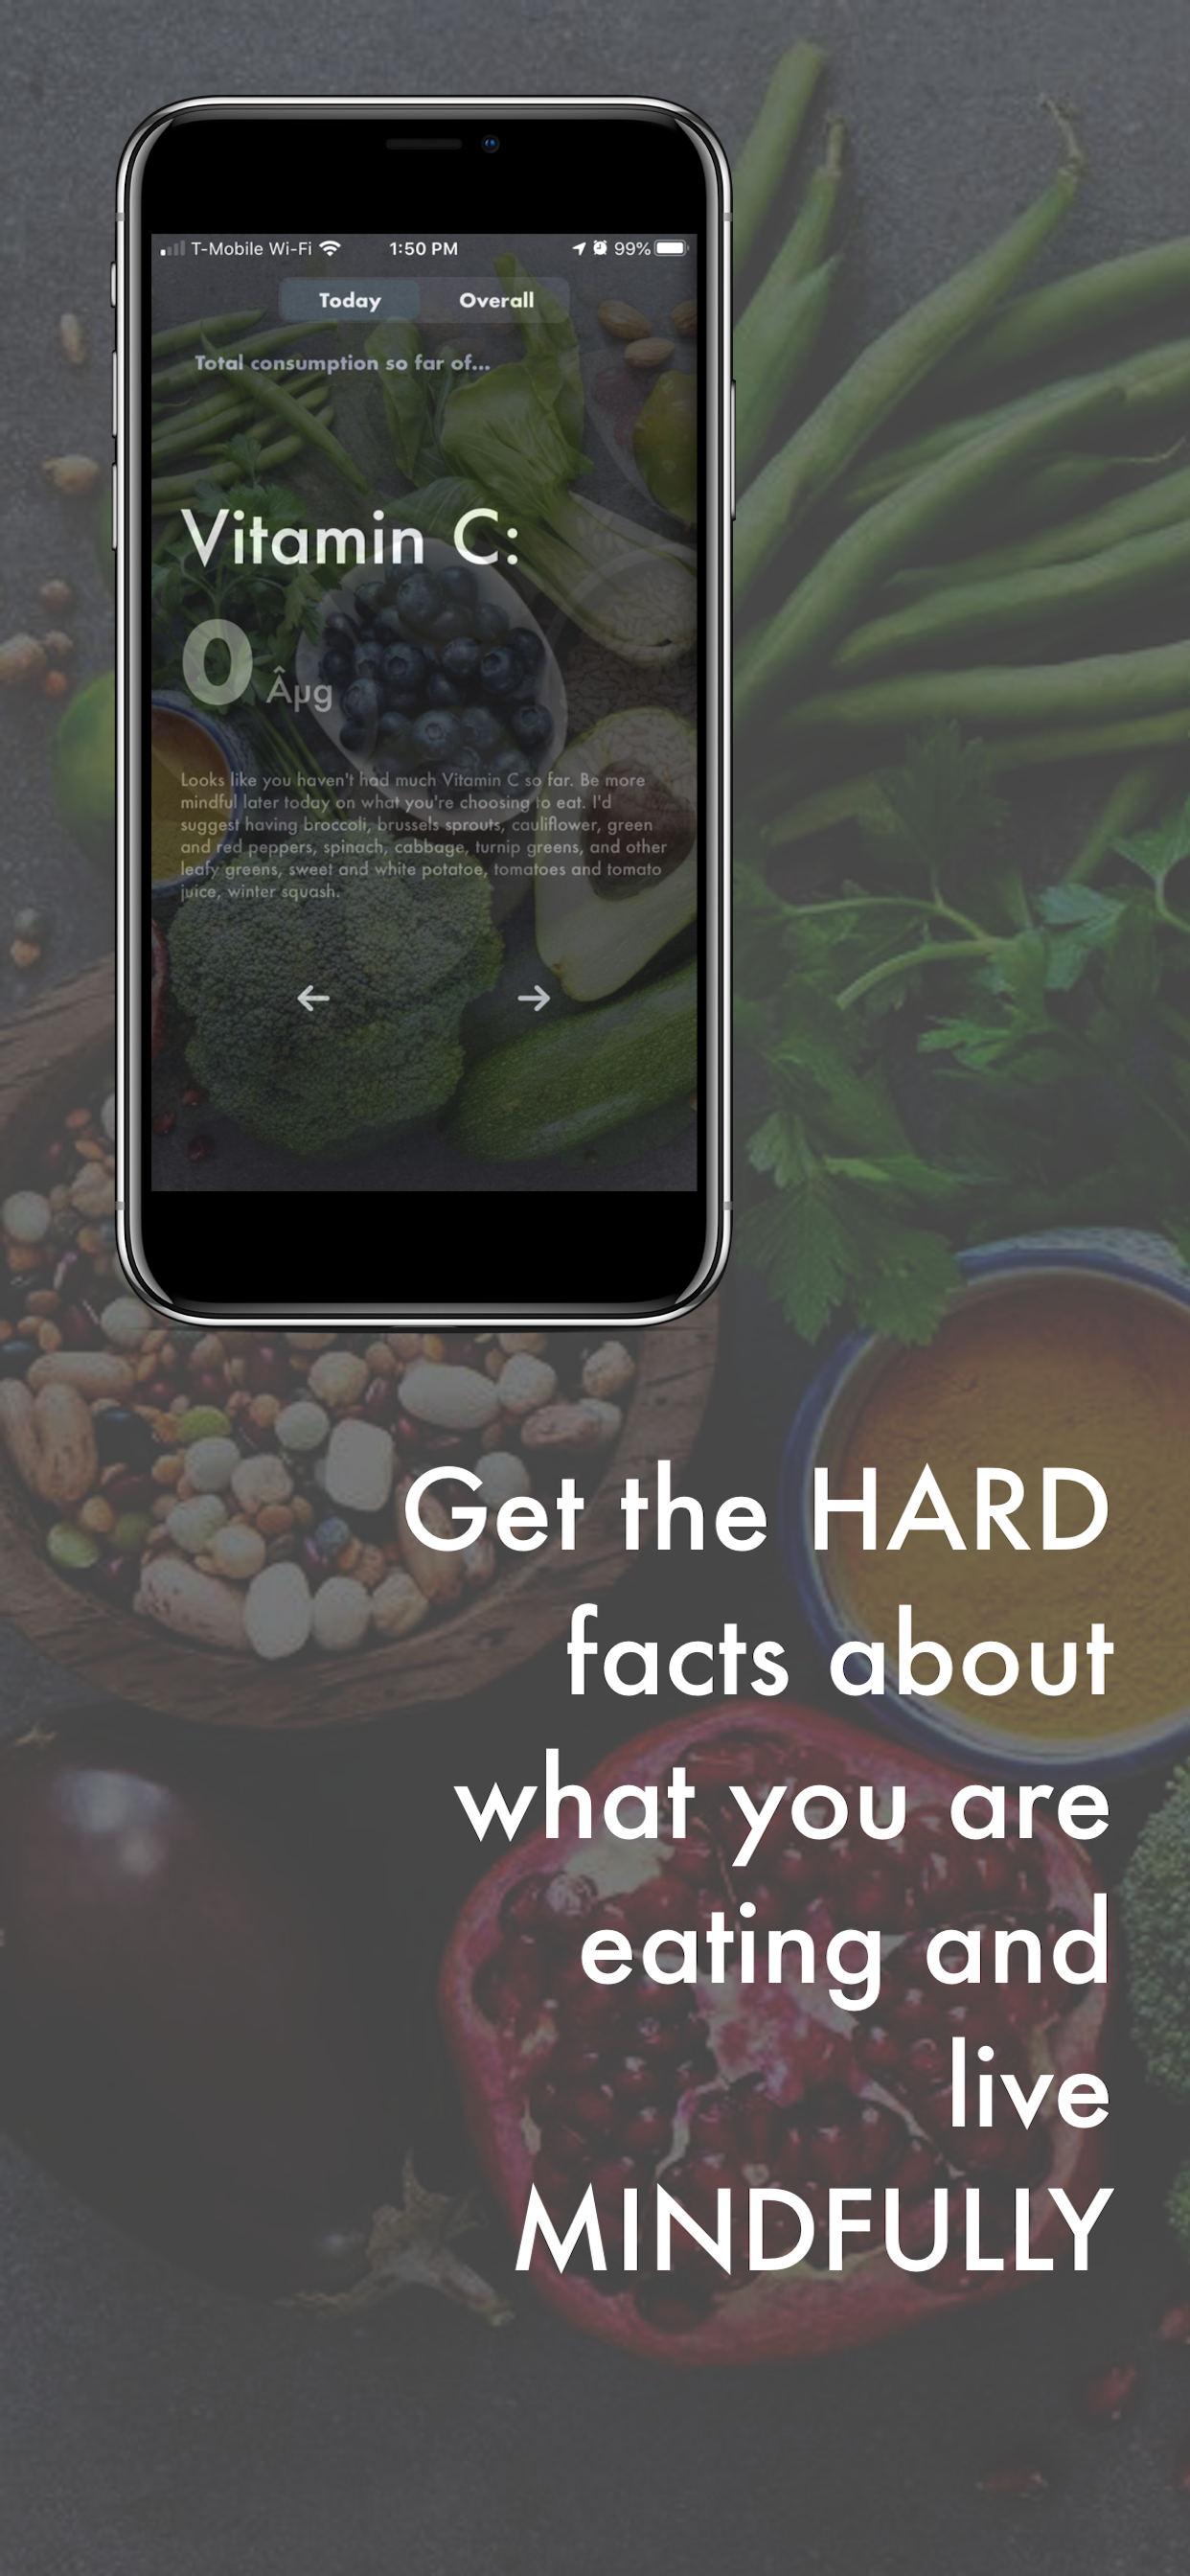 T-Mobile Wi-Fi 1:50 PM 99%
Today Overall
Total consumption so far of...
Vitamin C:
0 Âµg
Looks like you haven't had much Vitamin C so far. Be more
mindful later today on what you're choosing to eat. I'd
suggest having broccoli, brussels sprouts, cauliflower, green
and red peppers, spinach, cabbage, turnip greens, and other
leafy greens, sweet and white potatoe, tomatoes and tomato
juice, winter squash.
Get the HARD
facts about
what you are
eating and
live
MINDFULLY